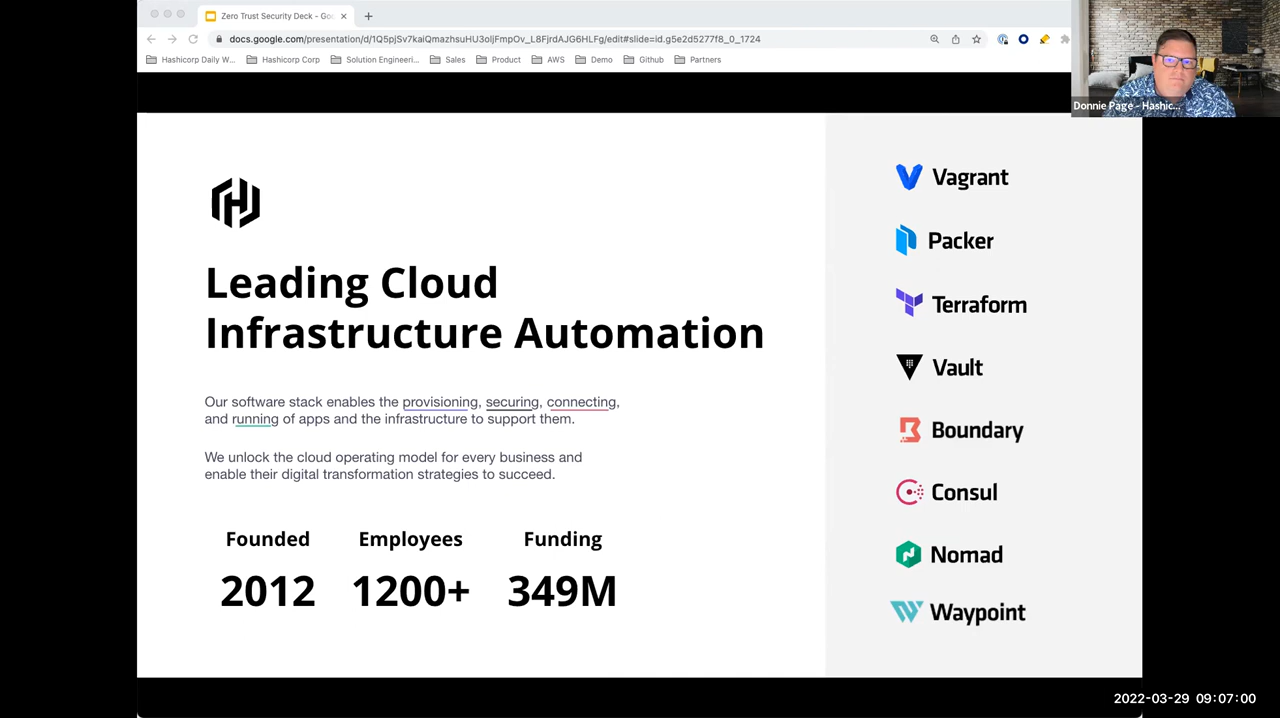 Zero Trust Security Deck - Goo
docs.google.com/presentation/d/
edit#slide=id.g5e2d5277f8_0_1724
Hashicorp Daily W...
Hashicorp Corp
Solution Enginee...
Sales
Product
AWS
Demo
Github
Partners
Donnie Page - Hashic...
Leading Cloud
Infrastructure Automation
Our software stack enables the provisioning, securing, connecting,
and running of apps and the infrastructure to support them.
We unlock the cloud operating model for every business and
enable their digital transformation strategies to succeed.
Founded Employees Funding
2012 1200+ 349M
Vagrant
Packer
Terraform
Vault
Boundary
Consul
Nomad
Waypoint
2022-03-29 09:07:00